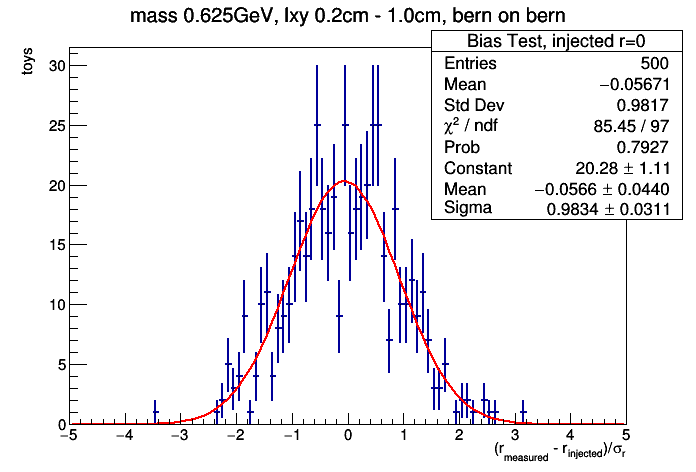 mass 0.625GeV, lxy 0.2cm - 1.0cm, bern on bern
toys
Bias Test, injected r=0
Entries 500
Mean −0.05671
Std Dev 0.9817
χ² / ndf 85.45 / 97
Prob 0.7927
Constant 20.28 ± 1.11
Mean −0.0566 ± 0.0440
Sigma 0.9834 ± 0.0311
30
25
20
15
10
5
0
−5 −4 −3 −2 −1 0 1 2 3 4 5
(r_measured - r_injected)/σ_r